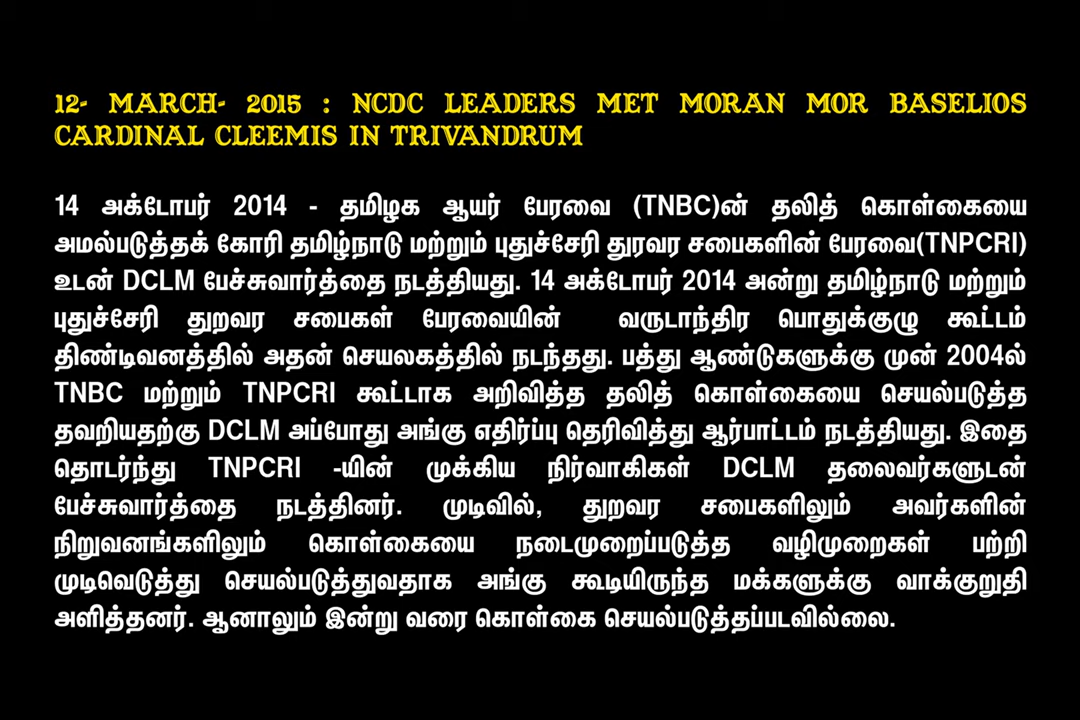 12- MARCH- 2015 : NCDC LEADERS MET MORAN MOR BASELIOS
CARDINAL CLEEMIS IN TRIVANDRUM
14 அக்டோபர் 2014 - தமிழக ஆயர் பேரவை (TNBC)ன் தலித் கொள்கையை
அமல்படுத்தக் கோரி தமிழ்நாடு மற்றும் புதுச்சேரி துரவர சபைகளின் பேரவை(TNPCRI)
உடன் DCLM பேச்சுவார்த்தை நடத்தியது. 14 அக்டோபர் 2014 அன்று தமிழ்நாடு மற்றும்
புதுச்சேரி துறவர சபைகள் பேரவையின் வருடாந்திர பொதுக்குழு கூட்டம்
திண்டிவனத்தில் அதன் செயலகத்தில் நடந்தது. பத்து ஆண்டுகளுக்கு முன் 2004ல்
TNBC மற்றும் TNPCRI கூட்டாக அறிவித்த தலித் கொள்கையை செயல்படுத்த
தவறியதற்கு DCLM அப்போது அங்கு எதிர்ப்பு தெரிவித்து ஆர்பாட்டம் நடத்தியது. இதை
தொடர்ந்து TNPCRI -யின் முக்கிய நிர்வாகிகள் DCLM தலைவர்களுடன்
பேச்சுவார்த்தை நடத்தினர். முடிவில், துறவர சபைகளிலும் அவர்களின்
நிறுவனங்களிலும் கொள்கையை நடைமுறைப்படுத்த வழிமுறைகள் பற்றி
முடிவெடுத்து செயல்படுத்துவதாக அங்கு கூடியிருந்த மக்களுக்கு வாக்குறுதி
அளித்தனர். ஆனாலும் இன்று வரை கொள்கை செயல்படுத்தப்படவில்லை.